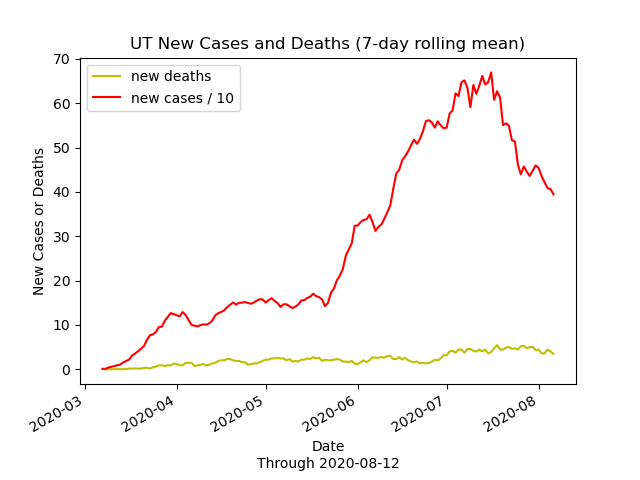 UT New Cases and Deaths (7-day rolling mean)
new deaths
new cases / 10
New Cases or Deaths
70
60
50
40
30
20
10
0
2020-03
2020-04
2020-05
2020-06
2020-07
2020-08
Date
Through 2020-08-12